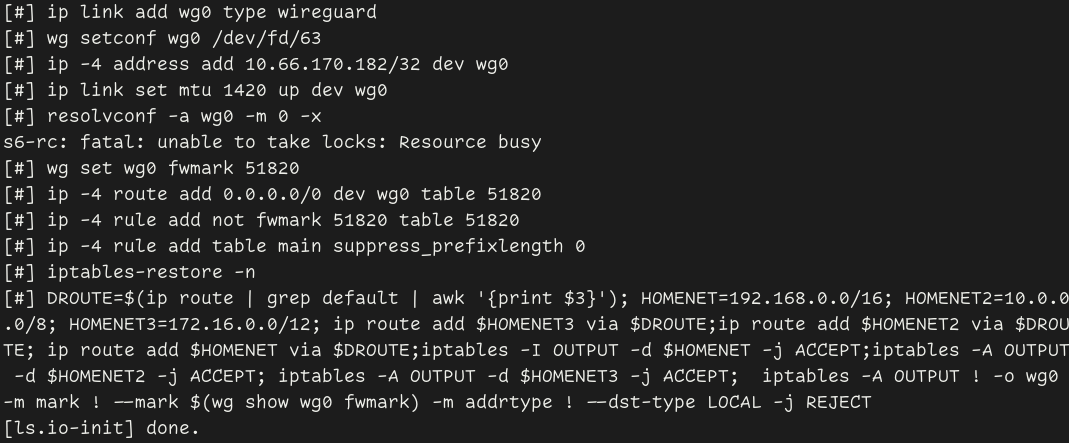 [#] ip link add wg0 type wireguard
[#] wg setconf wg0 /dev/fd/63
[#] ip -4 address add 10.66.170.182/32 dev wg0
[#] ip link set mtu 1420 up dev wg0
[#] resolvconf -a wg0 -m 0 -x
s6-rc: fatal: unable to take locks: Resource busy
[#] wg set wg0 fwmark 51820
[#] ip -4 route add 0.0.0.0/0 dev wg0 table 51820
[#] ip -4 rule add not fwmark 51820 table 51820
[#] ip -4 rule add table main suppress_prefixlength 0
[#] iptables-restore -n
[#] DROUTE=$(ip route | grep default | awk '{print $3}'); HOMENET=192.168.0.0/16; HOMENET2=10.0.0
.0/8; HOMENET3=172.16.0.0/12; ip route add $HOMENET3 via $DROUTE;ip route add $HOMENET2 via $DROU
TE; ip route add $HOMENET via $DROUTE;iptables -I OUTPUT -d $HOMENET -j ACCEPT;iptables -A OUTPUT
 -d $HOMENET2 -j ACCEPT; iptables -A OUTPUT -d $HOMENET3 -j ACCEPT;  iptables -A OUTPUT ! -o wg0
-m mark ! --mark $(wg show wg0 fwmark) -m addrtype ! --dst-type LOCAL -j REJECT
[ls.io-init] done.